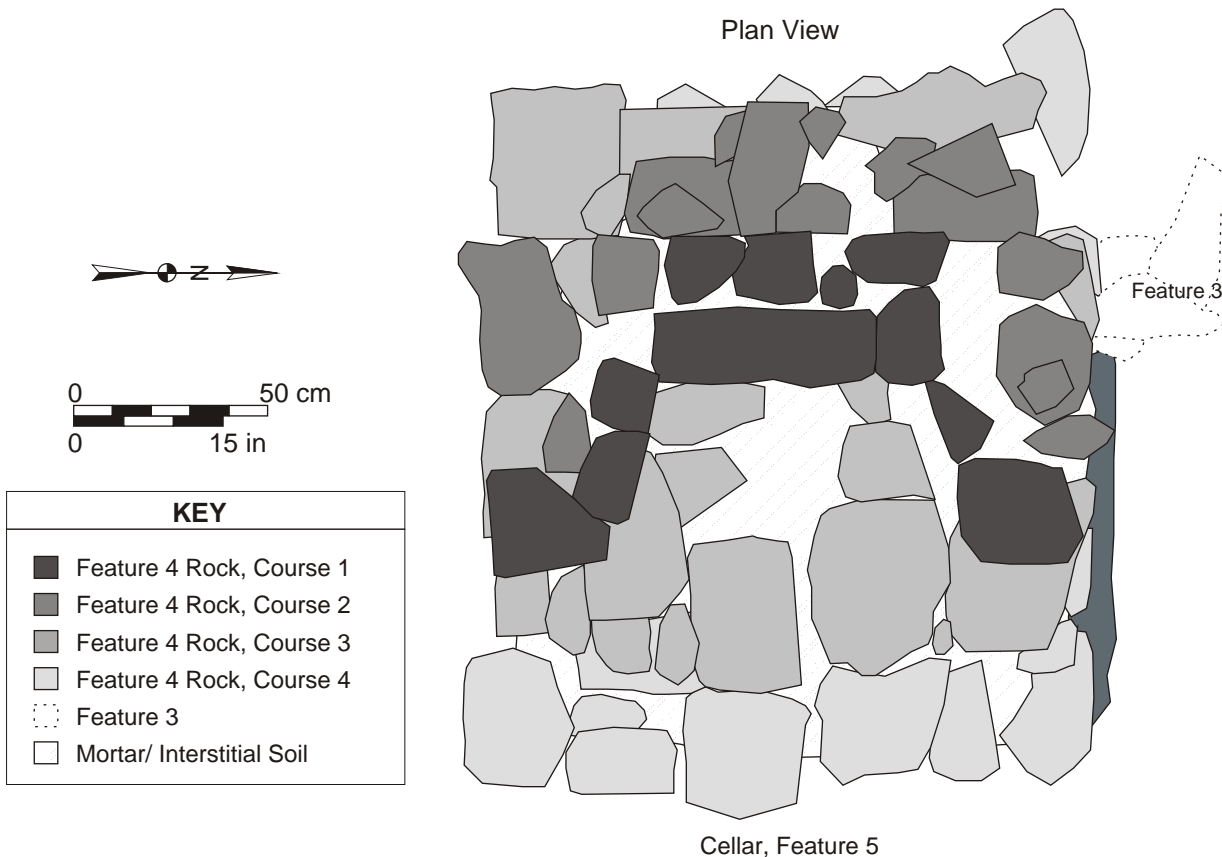 Plan View
N
Feature 3
0 50 cm
0 15 in
KEY
Feature 4 Rock, Course 1
Feature 4 Rock, Course 2
Feature 4 Rock, Course 3
Feature 4 Rock, Course 4
Feature 3
Mortar/ Interstitial Soil
Cellar, Feature 5